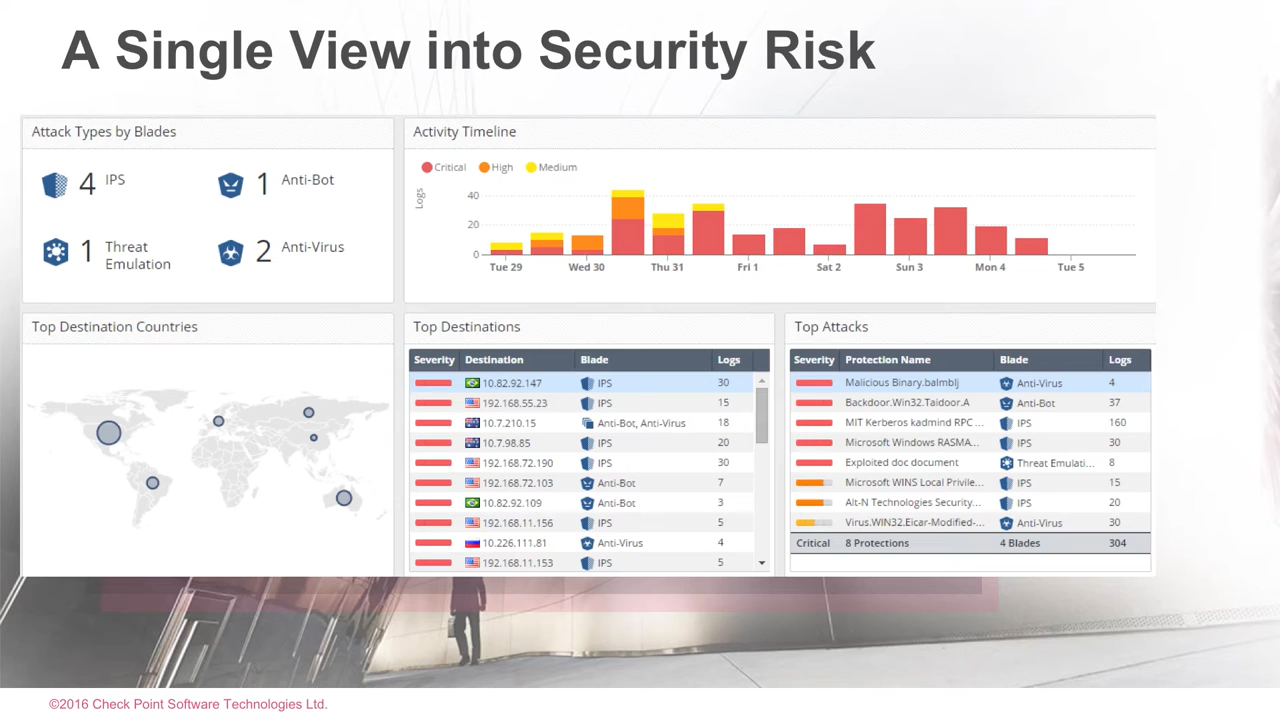 A Single View into Security Risk
Attack Types by Blades
4 IPS
1 Anti-Bot
1 Threat Emulation
2 Anti-Virus
Activity Timeline
Critical High Medium
Logs
40
20
0
Tue 29 Wed 30 Thu 31 Fri 1 Sat 2 Sun 3 Mon 4 Tue 5
Top Destination Countries
Top Destinations
Severity Destination Blade Logs
10.82.92.147 IPS 30
192.168.55.23 IPS 15
10.7.210.15 Anti-Bot, Anti-Virus 18
10.7.98.85 IPS 20
192.168.72.190 IPS 30
192.168.72.103 Anti-Bot 7
10.82.92.109 Anti-Bot 3
192.168.11.156 IPS 5
10.226.111.81 Anti-Virus 4
192.168.11.153 IPS 5
Top Attacks
Severity Protection Name Blade Logs
Malicious Binary.balmblj Anti-Virus 4
Backdoor.Win32.Taidoor.A Anti-Bot 37
MIT Kerberos kadmind RPC ... IPS 160
Microsoft Windows RASMA... IPS 30
Exploited doc document Threat Emulati... 8
Microsoft WINS Local Privile... IPS 15
Alt-N Technologies Security... IPS 20
Virus.WIN32.Eicar-Modified-... Anti-Virus 30
Critical 8 Protections 4 Blades 304
©2016 Check Point Software Technologies Ltd.